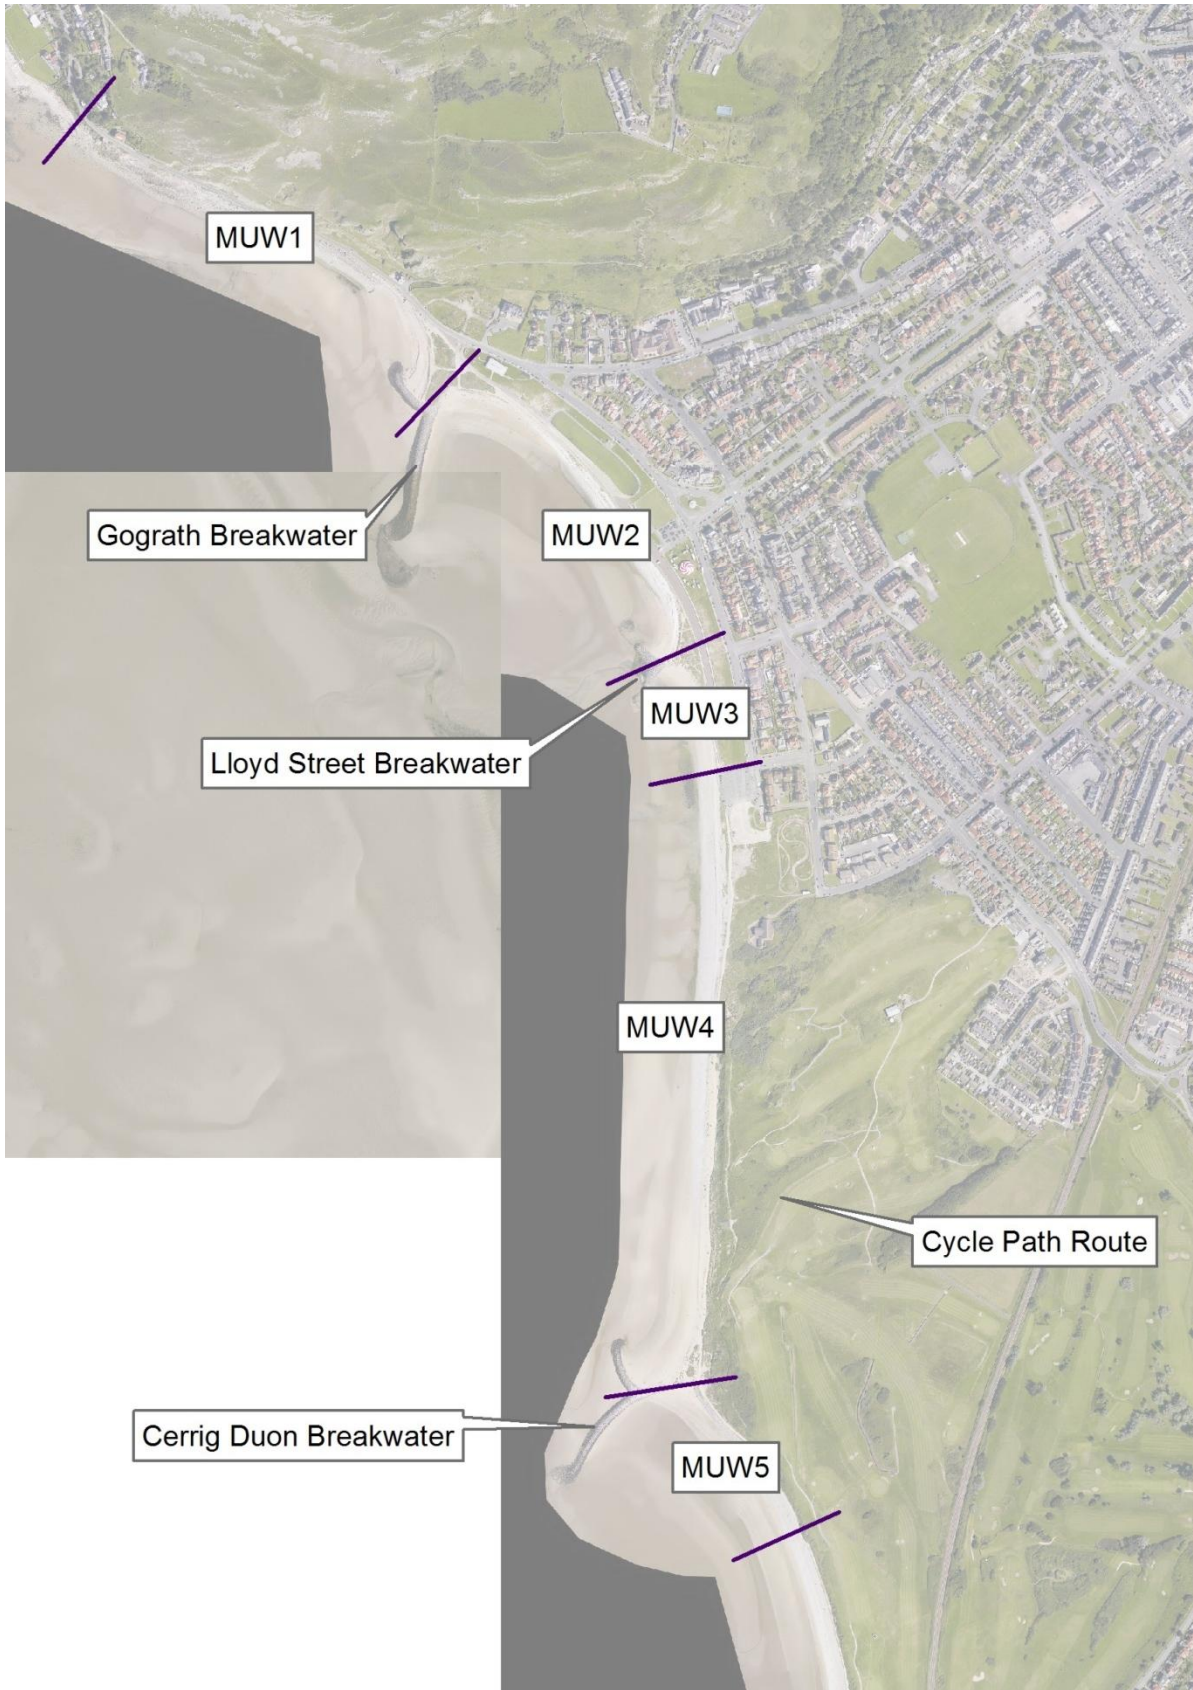 MUW1
Gograth Breakwater
MUW2
MUW3
Lloyd Street Breakwater
MUW4
Cycle Path Route
Cerrig Duon Breakwater
MUW5